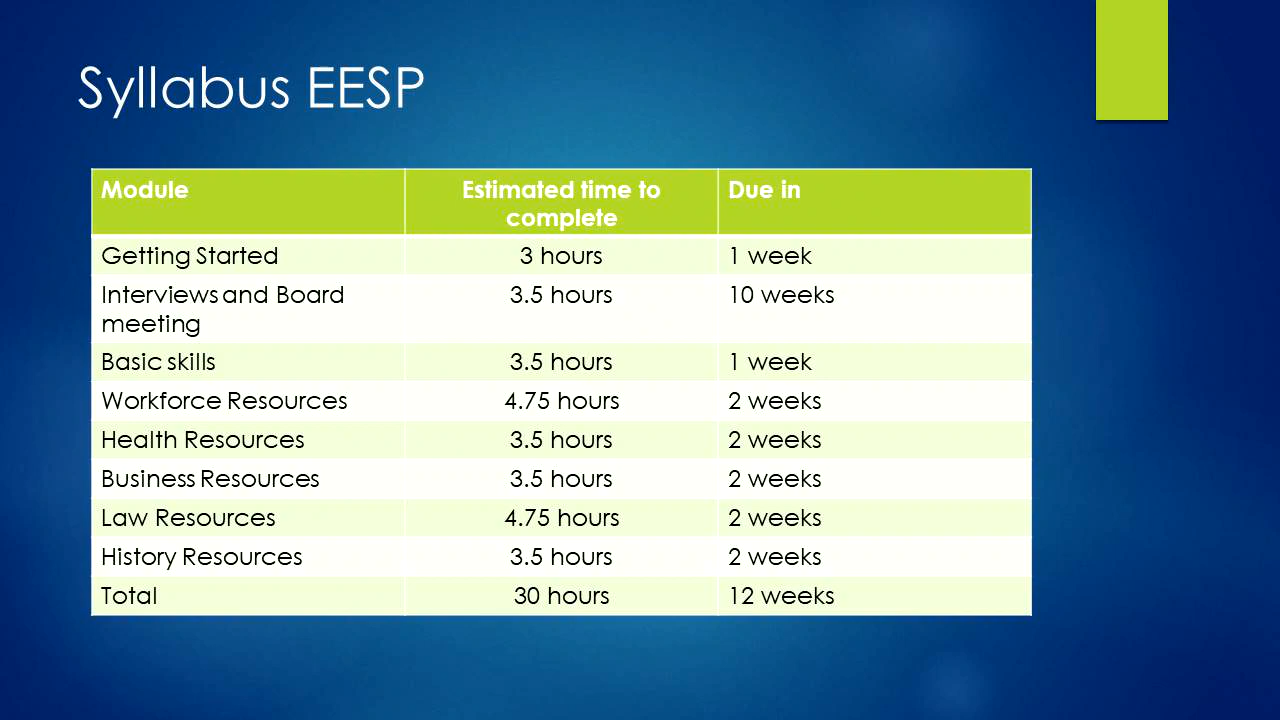 Syllabus EESP
Module Estimated time to complete Due in
Getting Started 3 hours 1 week
Interviews and Board meeting 3.5 hours 10 weeks
Basic skills 3.5 hours 1 week
Workforce Resources 4.75 hours 2 weeks
Health Resources 3.5 hours 2 weeks
Business Resources 3.5 hours 2 weeks
Law Resources 4.75 hours 2 weeks
History Resources 3.5 hours 2 weeks
Total 30 hours 12 weeks